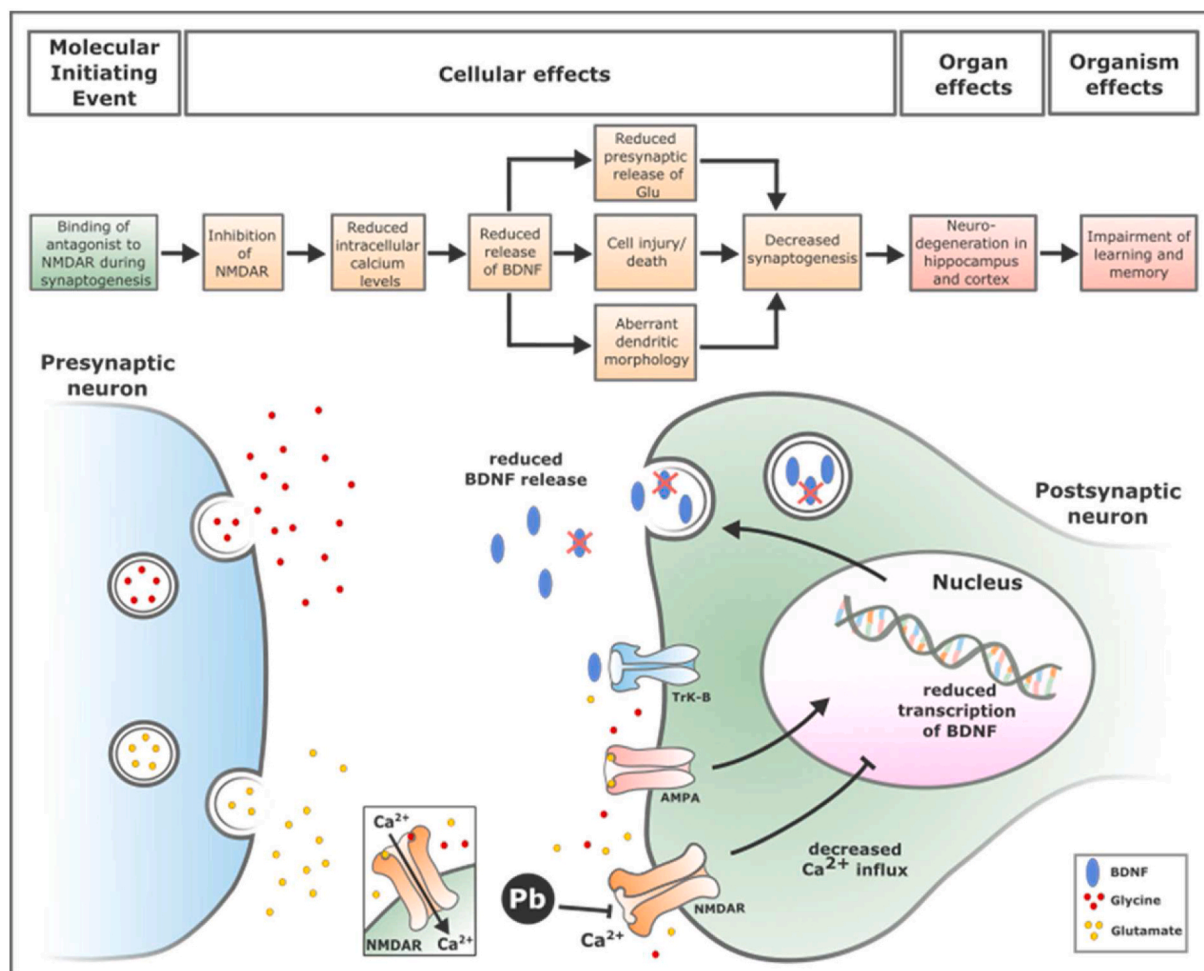 Molecular
Initiating
Event
Cellular effects
Organ
effects
Organism
effects
Binding of
antagonist to
NMDAR during
synaptogenesis
Inhibition
of
NMDAR
Reduced
intracellular
calcium
levels
Reduced
release
of BDNF
Reduced
presynaptic
release of
Glu
Cell injury/
death
Aberrant
dendritic
morphology
Decreased
synaptogenesis
Neuro-
degeneration in
hippocampus
and cortex
Impairment of
learning and
memory
Presynaptic
neuron
reduced
BDNF release
Postsynaptic
neuron
Nucleus
reduced
transcription
of BDNF
TrK-B
AMPA
decreased
Ca2+ influx
Ca2+
NMDAR
Ca2+
Pb
Ca2+
NMDAR
BDNF
Glycine
Glutamate